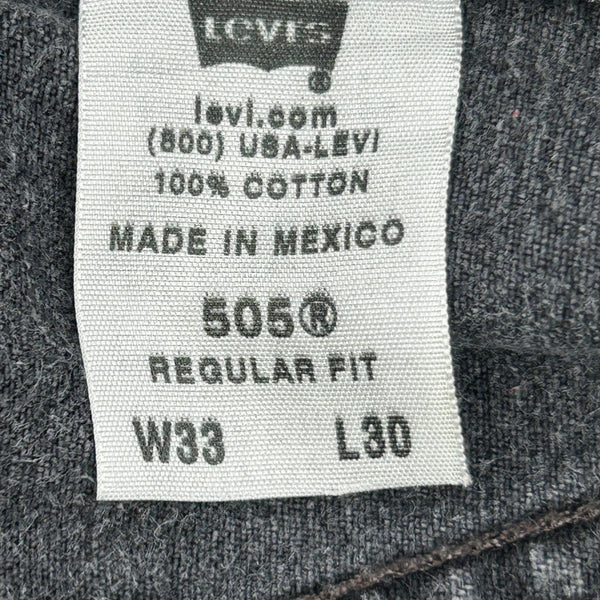 LEVI'S
®
levi.com
(800) USA-LEVI
100% COTTON
MADE IN MEXICO
505®
REGULAR FIT
W33 L30